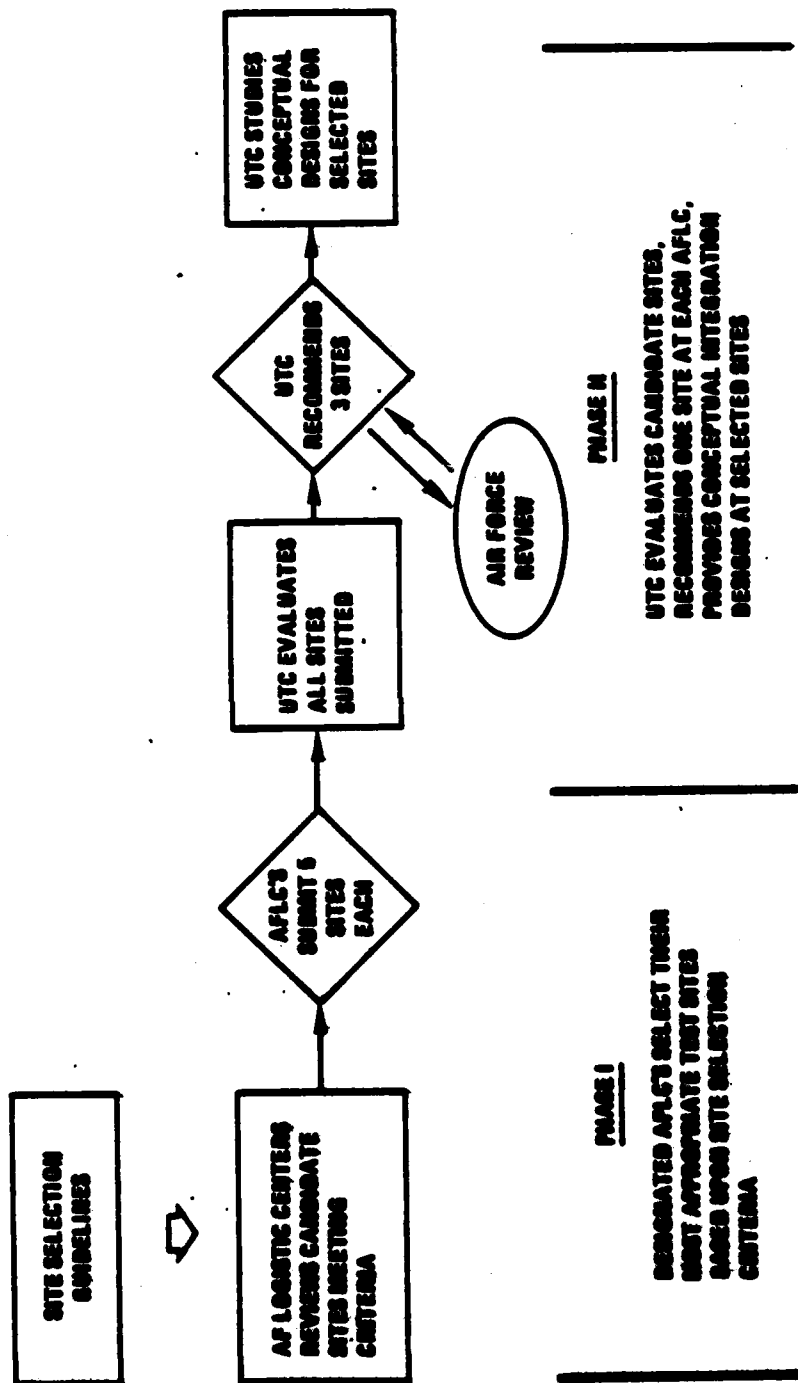 SITE SELECTION
GUIDELINES
AF LOGISTIC CENTERS
REVIEWS CANDIDATE
SITES MEETING
CRITERIA
AFLC'S
SUBMIT 5
SITES
EACH
UTC EVALUATES
ALL SITES
SUBMITTED
UTC
RECOMMENDS
3 SITES
AIR FORCE
REVIEW
UTC STUDIES
CONCEPTUAL
DESIGNS FOR
SELECTED
SITES
PHASE I
DESIGNATED AFLC'S SELECT THEIR
MOST APPROPRIATE TEST SITES
BASED UPON SITE SELECTION
CRITERIA
PHASE II
UTC EVALUATES CANDIDATE SITES,
RECOMMENDS ONE SITE AT EACH AFLC,
PROVIDES CONCEPTUAL INTEGRATION
DESIGNS AT SELECTED SITES